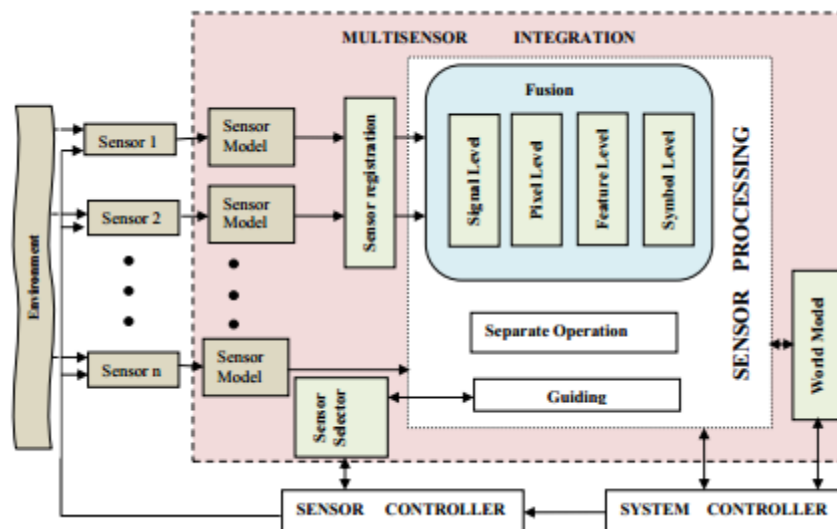 MULTISENSOR INTEGRATION
Fusion
Environment
Sensor 1
Sensor
Model
Sensor registration
Signal Level
Pixel Level
Feature Level
Symbol Level
SENSOR PROCESSING
Sensor 2
Sensor
Model
Separate Operation
World Model
Sensor n
Sensor
Model
Sensor
Selector
Guiding
SENSOR CONTROLLER
SYSTEM CONTROLLER